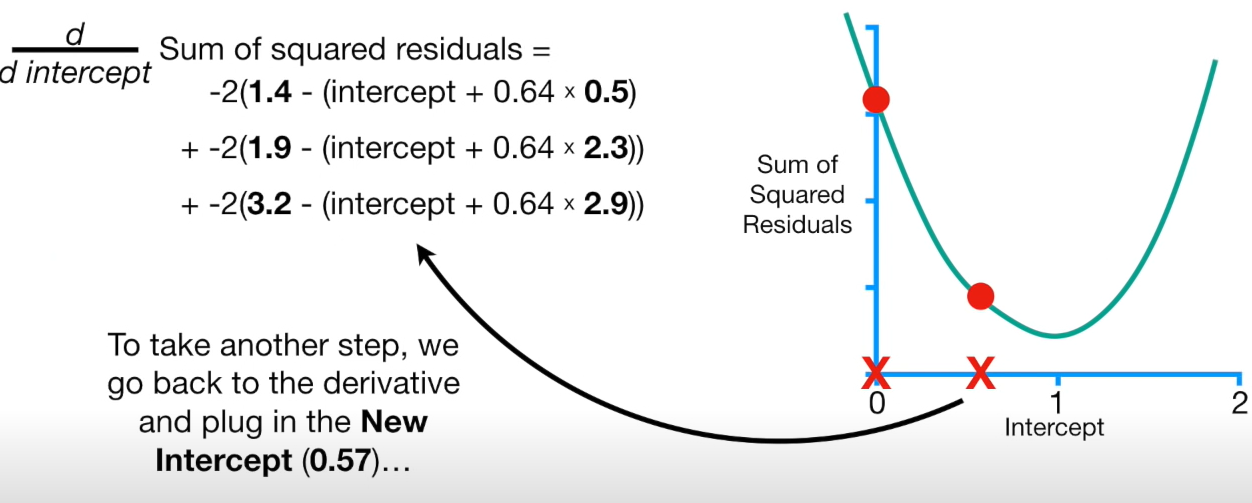 d
d intercept
Sum of squared residuals =
-2(1.4 - (intercept + 0.64 × 0.5)
+ -2(1.9 - (intercept + 0.64 × 2.3))
+ -2(3.2 - (intercept + 0.64 × 2.9))
To take another step, we
go back to the derivative
and plug in the New
Intercept (0.57)…
Sum of
Squared
Residuals
X X
0 1 2
Intercept